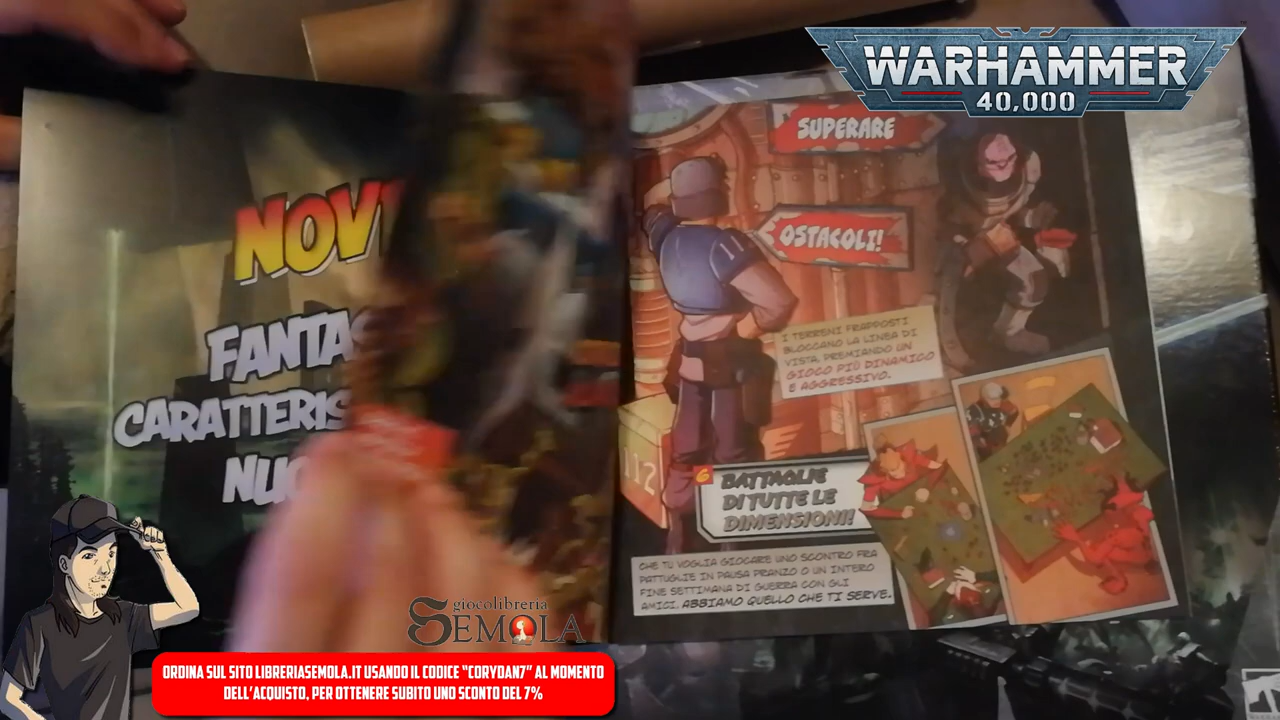 WARHAMMER
40,000
NOV
FANTA
CARATTERIS
NU
SUPERARE
OSTACOLI!
I TERRENI FRAPPOSTI
BLOCCANO LA LINEA DI
VISTA, PREMIANDO UN
GIOCO PIÙ DINAMICO
E AGGRESSIVO.
112
6 BATTAGLIE
DI TUTTE LE
DIMENSIONI!
CHE TU VOGLIA GIOCARE UNO SCONTRO FRA
PATTUGLIE IN PAUSA PRANZO O UN INTERO
FINE SETTIMANA DI GUERRA CON GLI
AMICI, ABBIAMO QUELLO CHE TI SERVE.
giocolibreria
SEMOLA
ORDINA SUL SITO LIBRERIASEMOLA.IT USANDO IL CODICE "CORYDAN7" AL MOMENTO
DELL'ACQUISTO, PER OTTENERE SUBITO UNO SCONTO DEL 7%